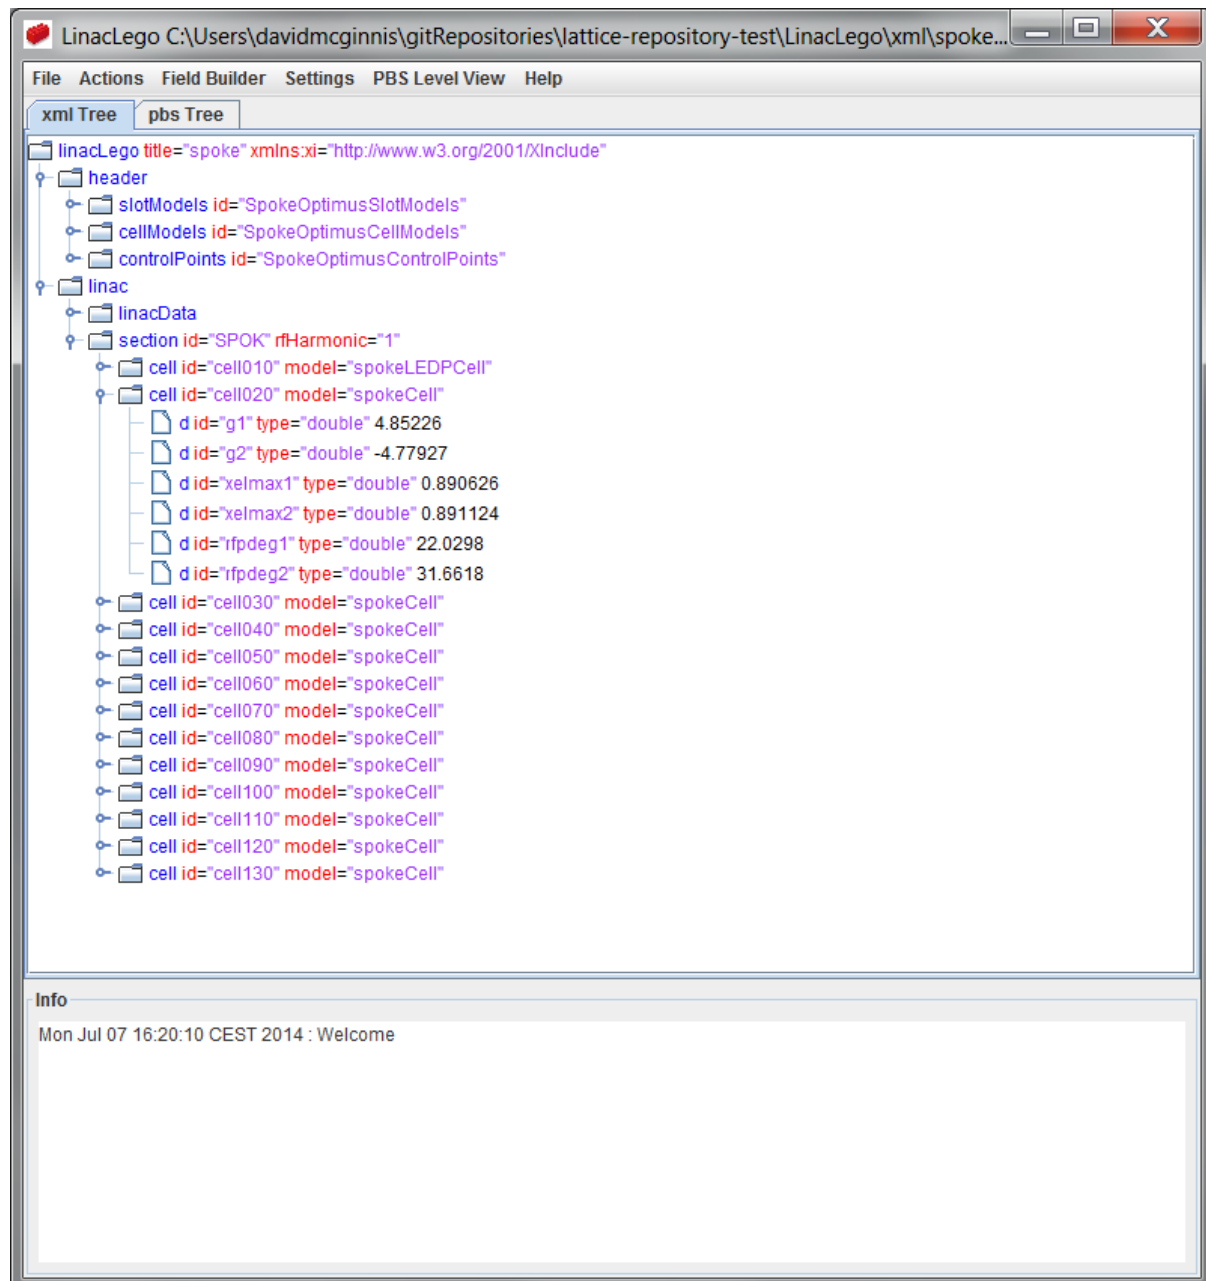 LinacLego C:\Users\davidmcginnis\gitRepositories\lattice-repository-test\LinacLego\xml\spoke...
File Actions Field Builder Settings PBS Level View Help
xml Tree pbs Tree
linacLego title="spoke" xmlns:xi="http://www.w3.org/2001/XInclude"
header
slotModels id="SpokeOptimusSlotModels"
cellModels id="SpokeOptimusCellModels"
controlPoints id="SpokeOptimusControlPoints"
linac
linacData
section id="SPOK" rfHarmonic="1"
cell id="cell010" model="spokeLEDPCell"
cell id="cell020" model="spokeCell"
d id="g1" type="double" 4.85226
d id="g2" type="double" -4.77927
d id="xelmax1" type="double" 0.890626
d id="xelmax2" type="double" 0.891124
d id="rfpdeg1" type="double" 22.0298
d id="rfpdeg2" type="double" 31.6618
cell id="cell030" model="spokeCell"
cell id="cell040" model="spokeCell"
cell id="cell050" model="spokeCell"
cell id="cell060" model="spokeCell"
cell id="cell070" model="spokeCell"
cell id="cell080" model="spokeCell"
cell id="cell090" model="spokeCell"
cell id="cell100" model="spokeCell"
cell id="cell110" model="spokeCell"
cell id="cell120" model="spokeCell"
cell id="cell130" model="spokeCell"
Info
Mon Jul 07 16:20:10 CEST 2014 : Welcome